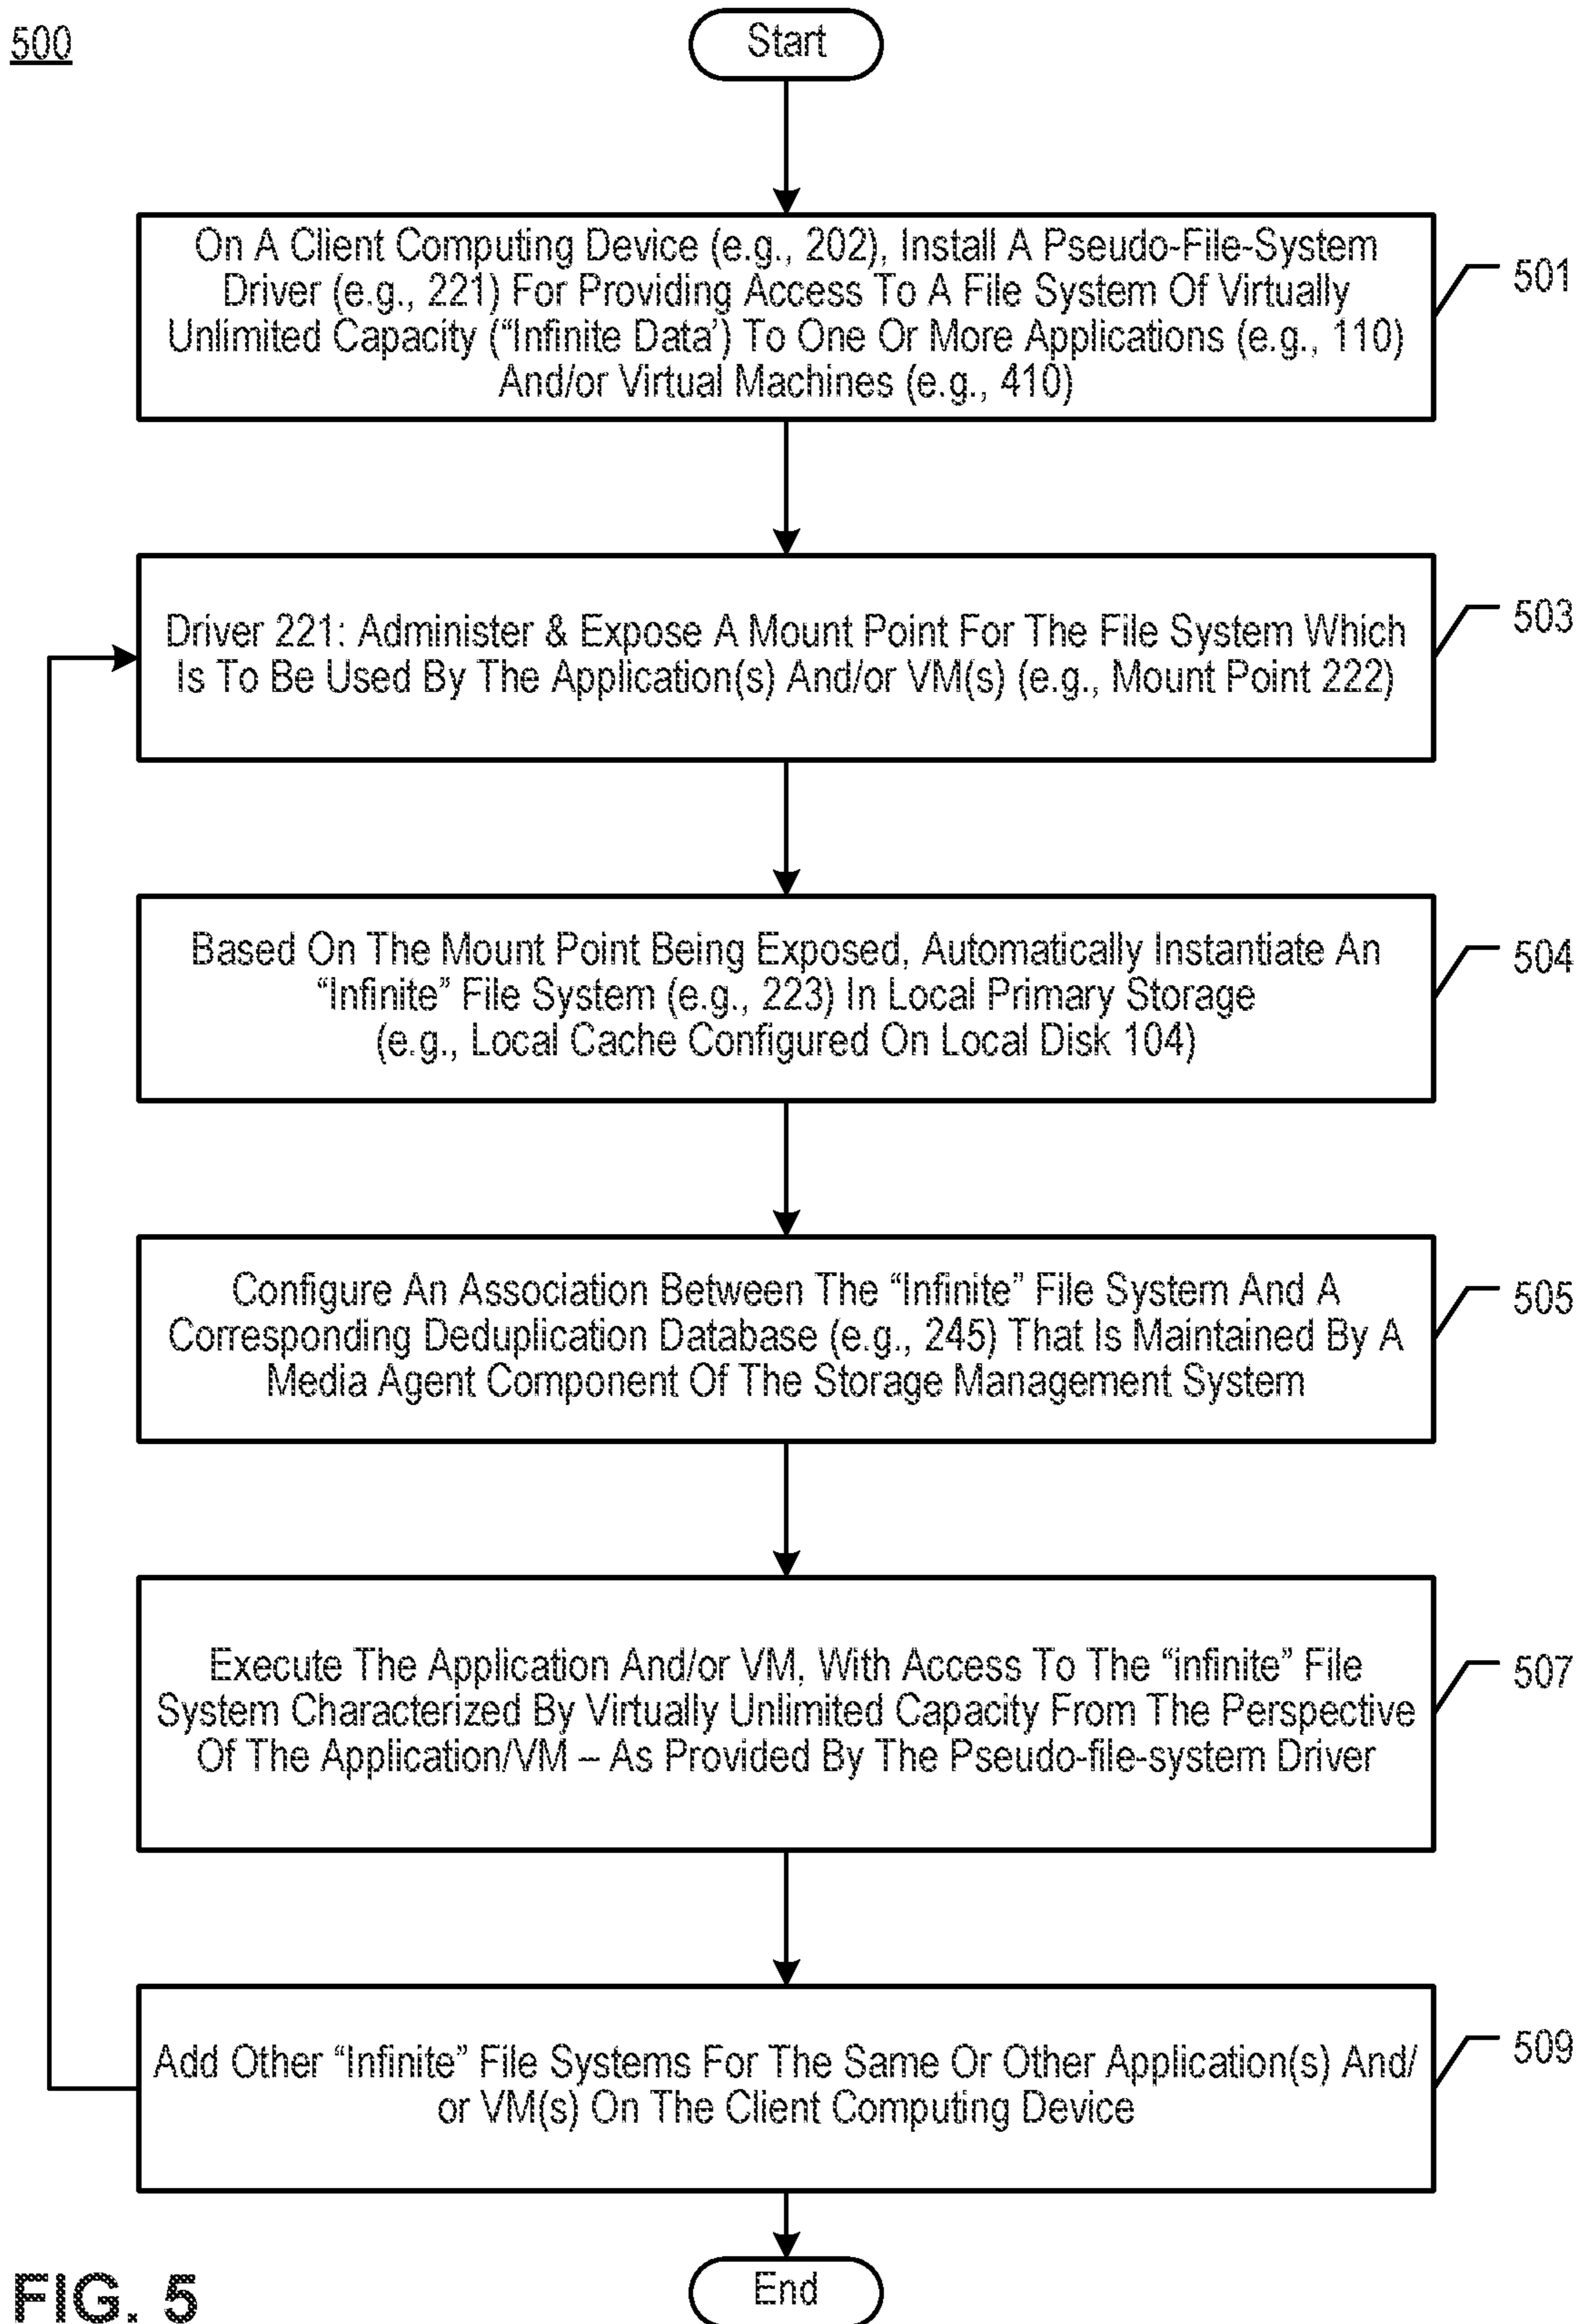 500
Start
On A Client Computing Device (e.g., 202), Install A Pseudo-File-System
Driver (e.g., 221) For Providing Access To A File System Of Virtually
Unlimited Capacity (“Infinite Data’) To One Or More Applications (e.g., 110)
And/or Virtual Machines (e.g., 410)
501
Driver 221: Administer & Expose A Mount Point For The File System Which
Is To Be Used By The Application(s) And/or VM(s) (e.g., Mount Point 222)
503
Based On The Mount Point Being Exposed, Automatically Instantiate An
“Infinite” File System (e.g., 223) In Local Primary Storage
(e.g., Local Cache Configured On Local Disk 104)
504
Configure An Association Between The “Infinite” File System And A
Corresponding Deduplication Database (e.g., 245) That Is Maintained By A
Media Agent Component Of The Storage Management System
505
Execute The Application And/or VM, With Access To The “infinite” File
System Characterized By Virtually Unlimited Capacity From The Perspective
Of The Application/VM – As Provided By The Pseudo-file-system Driver
507
Add Other “Infinite” File Systems For The Same Or Other Application(s) And/
or VM(s) On The Client Computing Device
509
End
FIG. 5